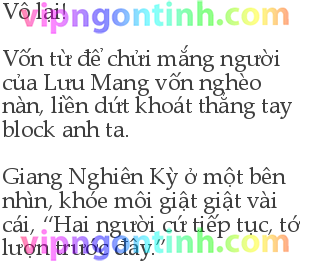 Vô lại!
vipngontinh.com
Vốn từ để chửi mắng người
của Lưu Mang vốn nghèo
nàn, liền dứt khoát thẳng tay
block anh ta.
Giang Nghiên Kỳ ở một bên
nhìn, khóe môi giật giật vài
cái, “Hai người cứ tiếp tục, tớ
lượn trước đây.”
vipngontinh.com